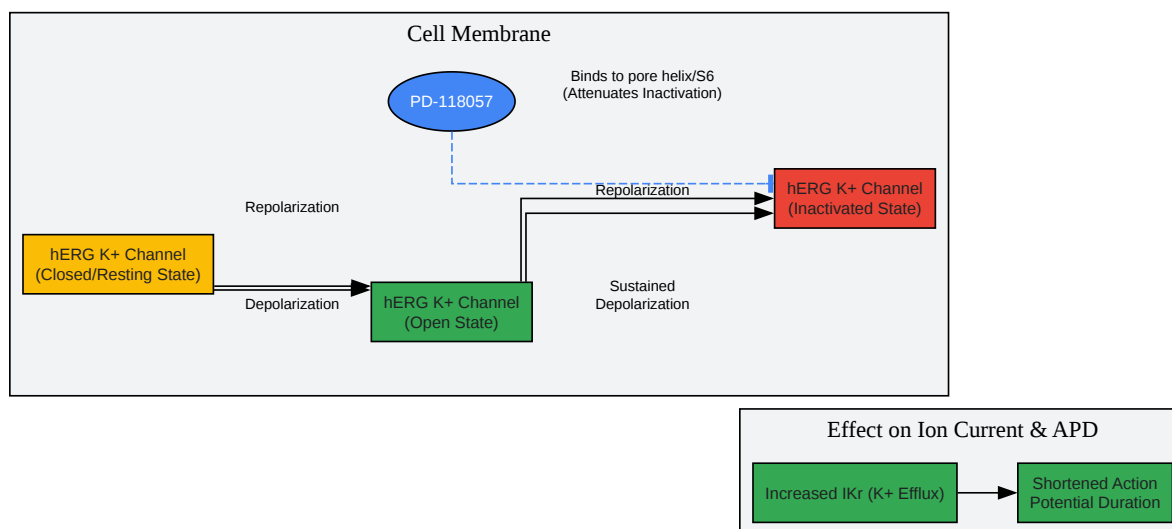 Cell Membrane
PD-118057
Binds to pore helix/S6
(Attenuates Inactivation)
Repolarization
Repolarization
hERG K+ Channel
(Inactivated State)
hERG K+ Channel
(Closed/Resting State)
Depolarization
hERG K+ Channel
(Open State)
Sustained
Depolarization
Effect on Ion Current & APD
Increased IKr (K+ Efflux)
Shortened Action
Potential Duration